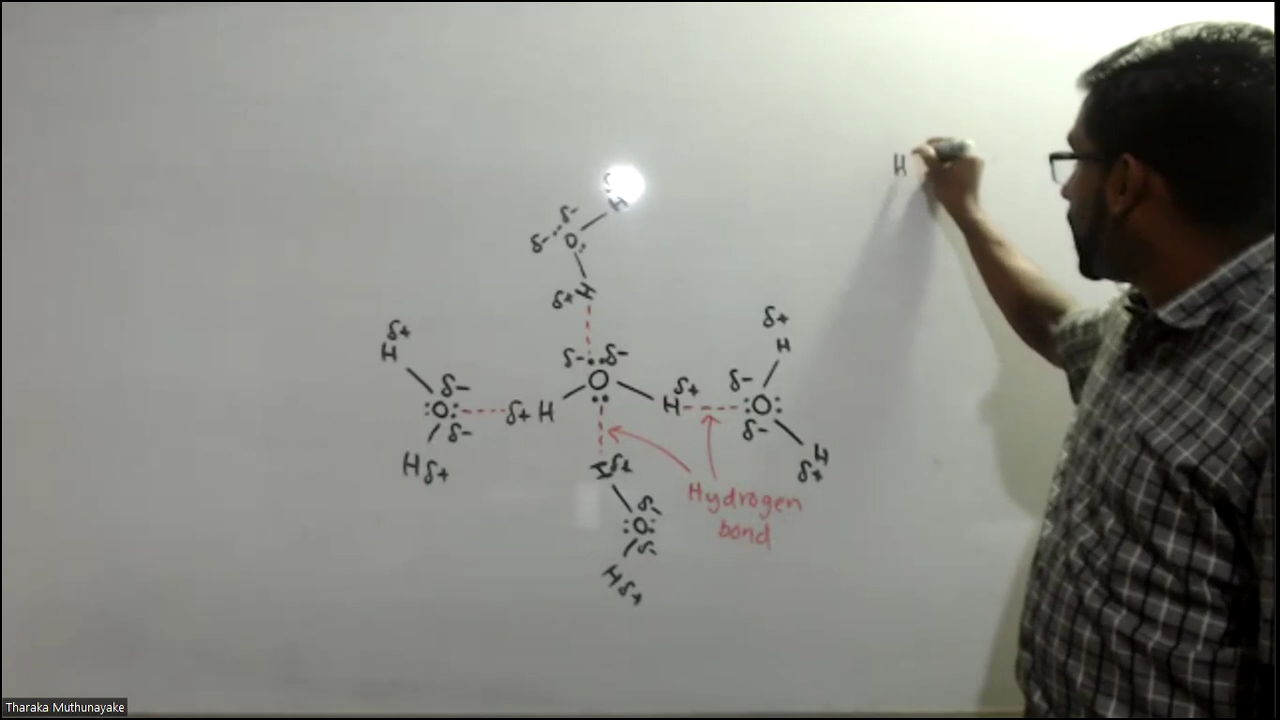 H
H
δ-
δ- O
δ+ H
δ- δ-
O
δ+ H
H δ+
δ+
H
δ-
:O:
δ-
H δ+
δ+
H
δ-
:O:
δ-
H
δ+
H δ+
δ-
:O:
δ-
H δ+
Hydrogen
bond
Tharaka Muthunayake